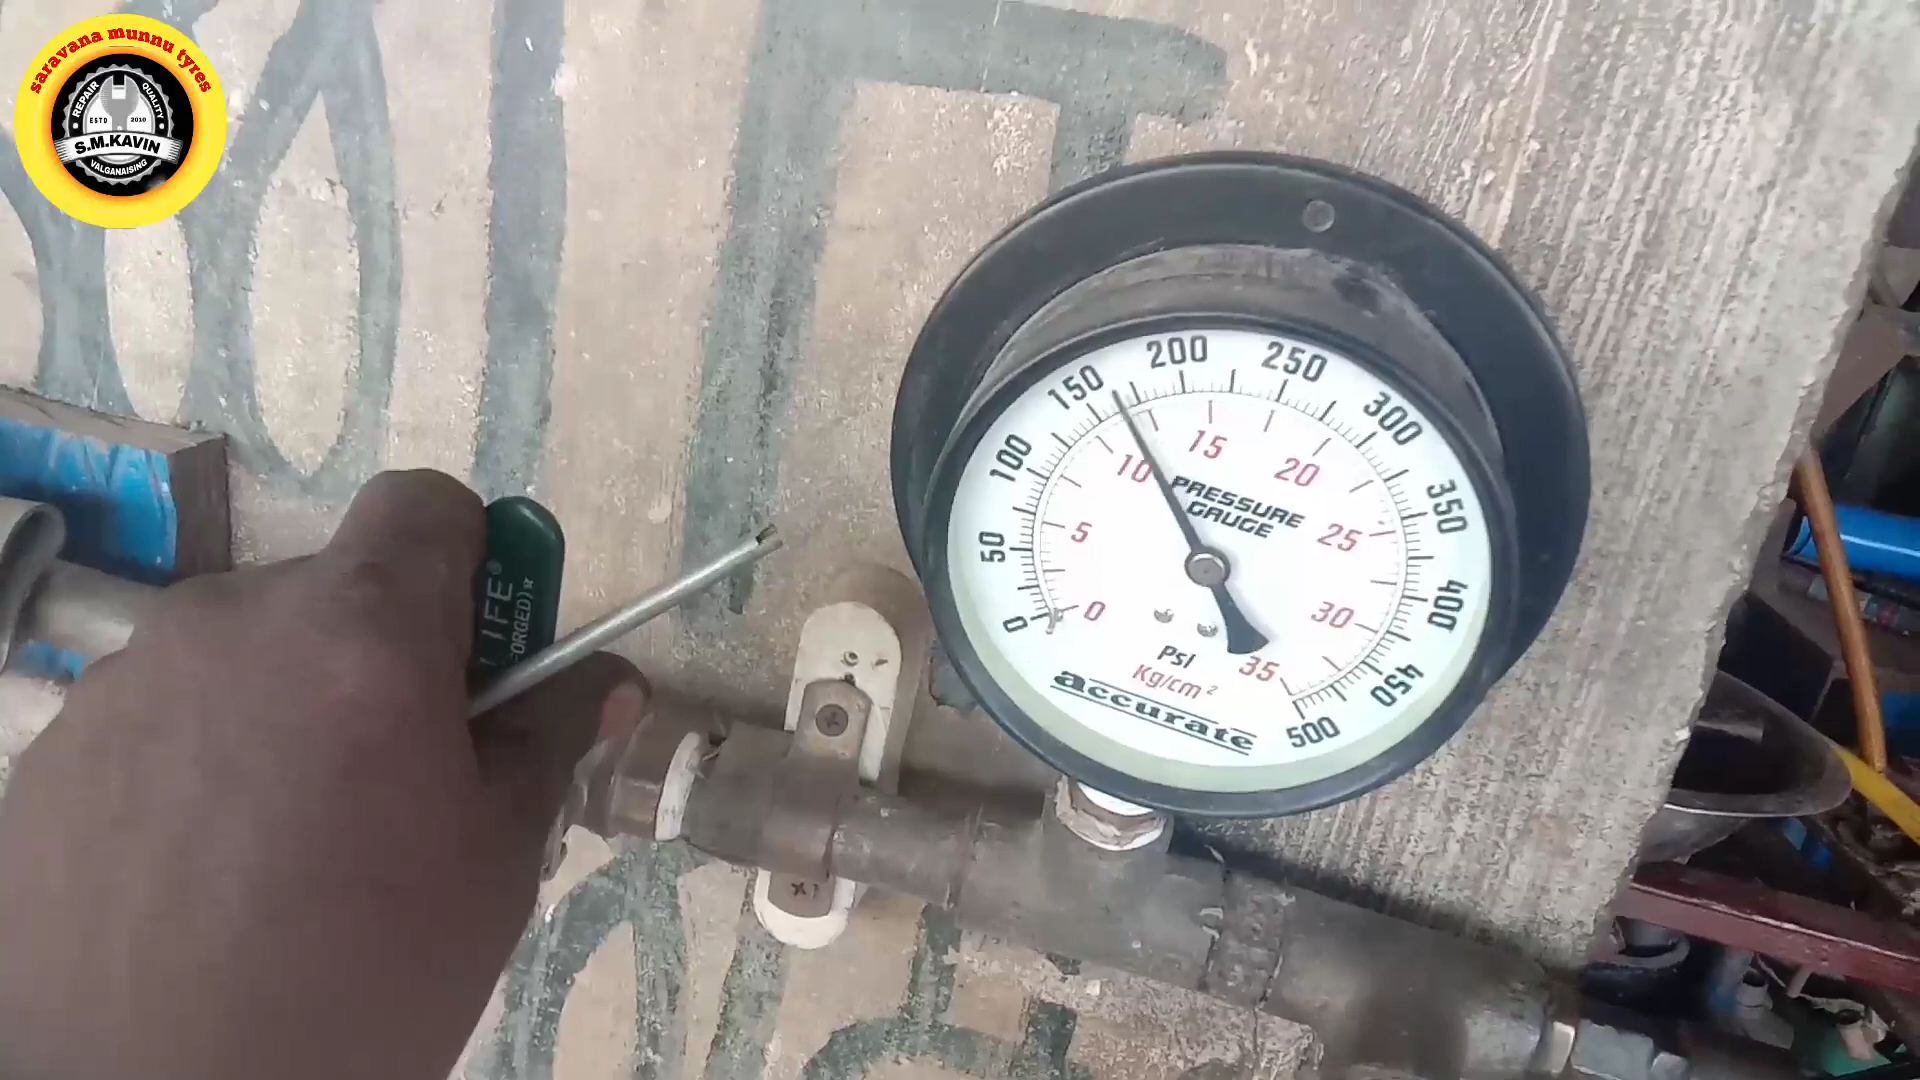 saravana munnu tyres
REPAIR
QUALITY
ESTD
2010
S.M.KAVIN
VALGANAISING
0
50
100
150
200
250
300
350
400
450
500
0
5
10
15
20
25
30
35
PRESSURE
GAUGE
Psi
Kg/cm²
accurate